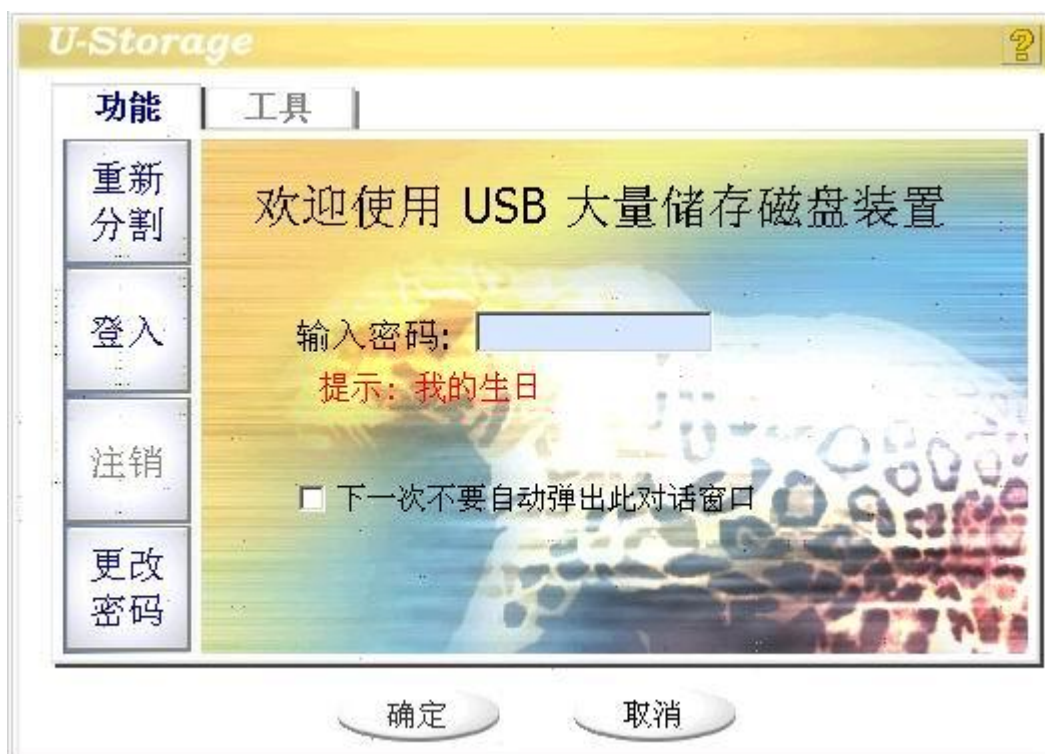 U-Storage
功能
工具
重新
分割
欢迎使用 USB 大量储存磁盘装置
登入
输入密码:
提示: 我的生日
注销
下一次不要自动弹出此对话窗口
更改
密码
确定
取消